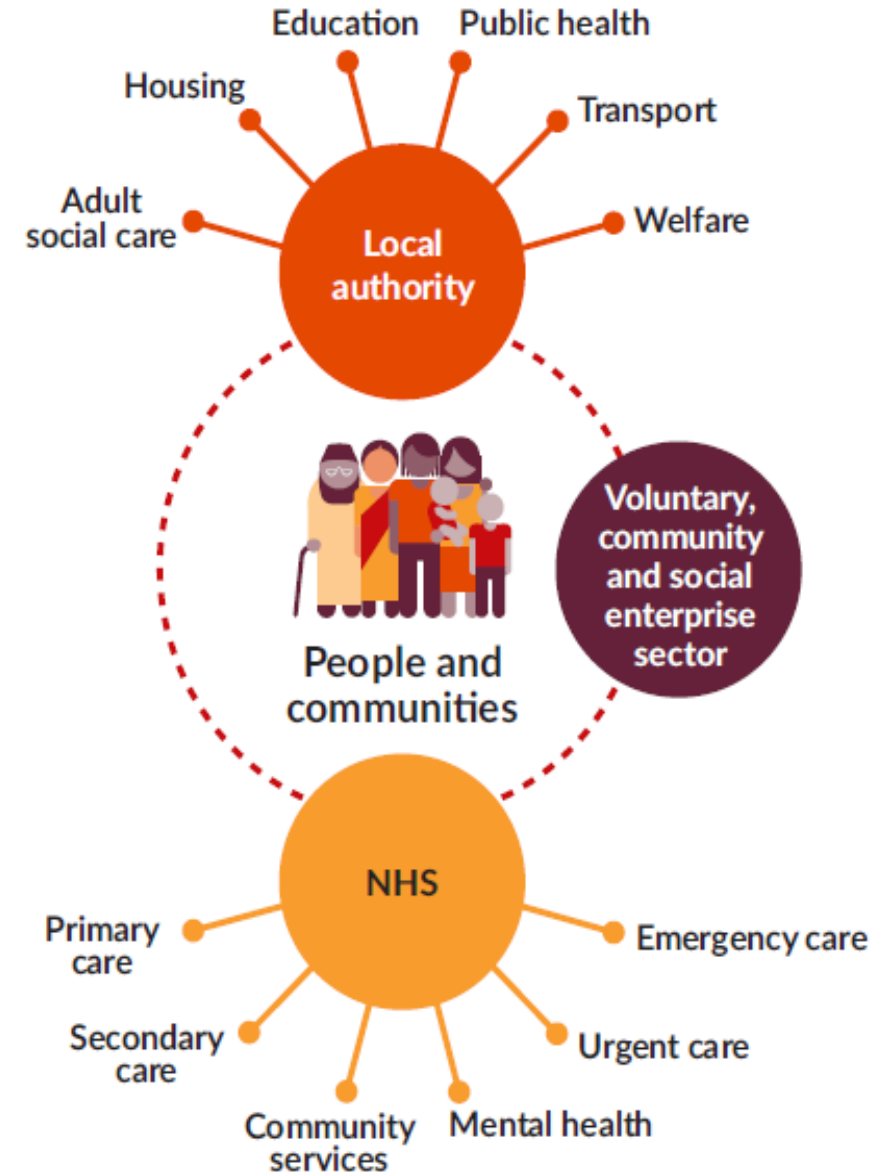 Education
Public health
Housing
Transport
Adult
social care
Welfare
Local
authority
Voluntary,
community
and social
enterprise
sector
People and
communities
NHS
Primary
care
Emergency care
Secondary
care
Urgent care
Community
services
Mental health